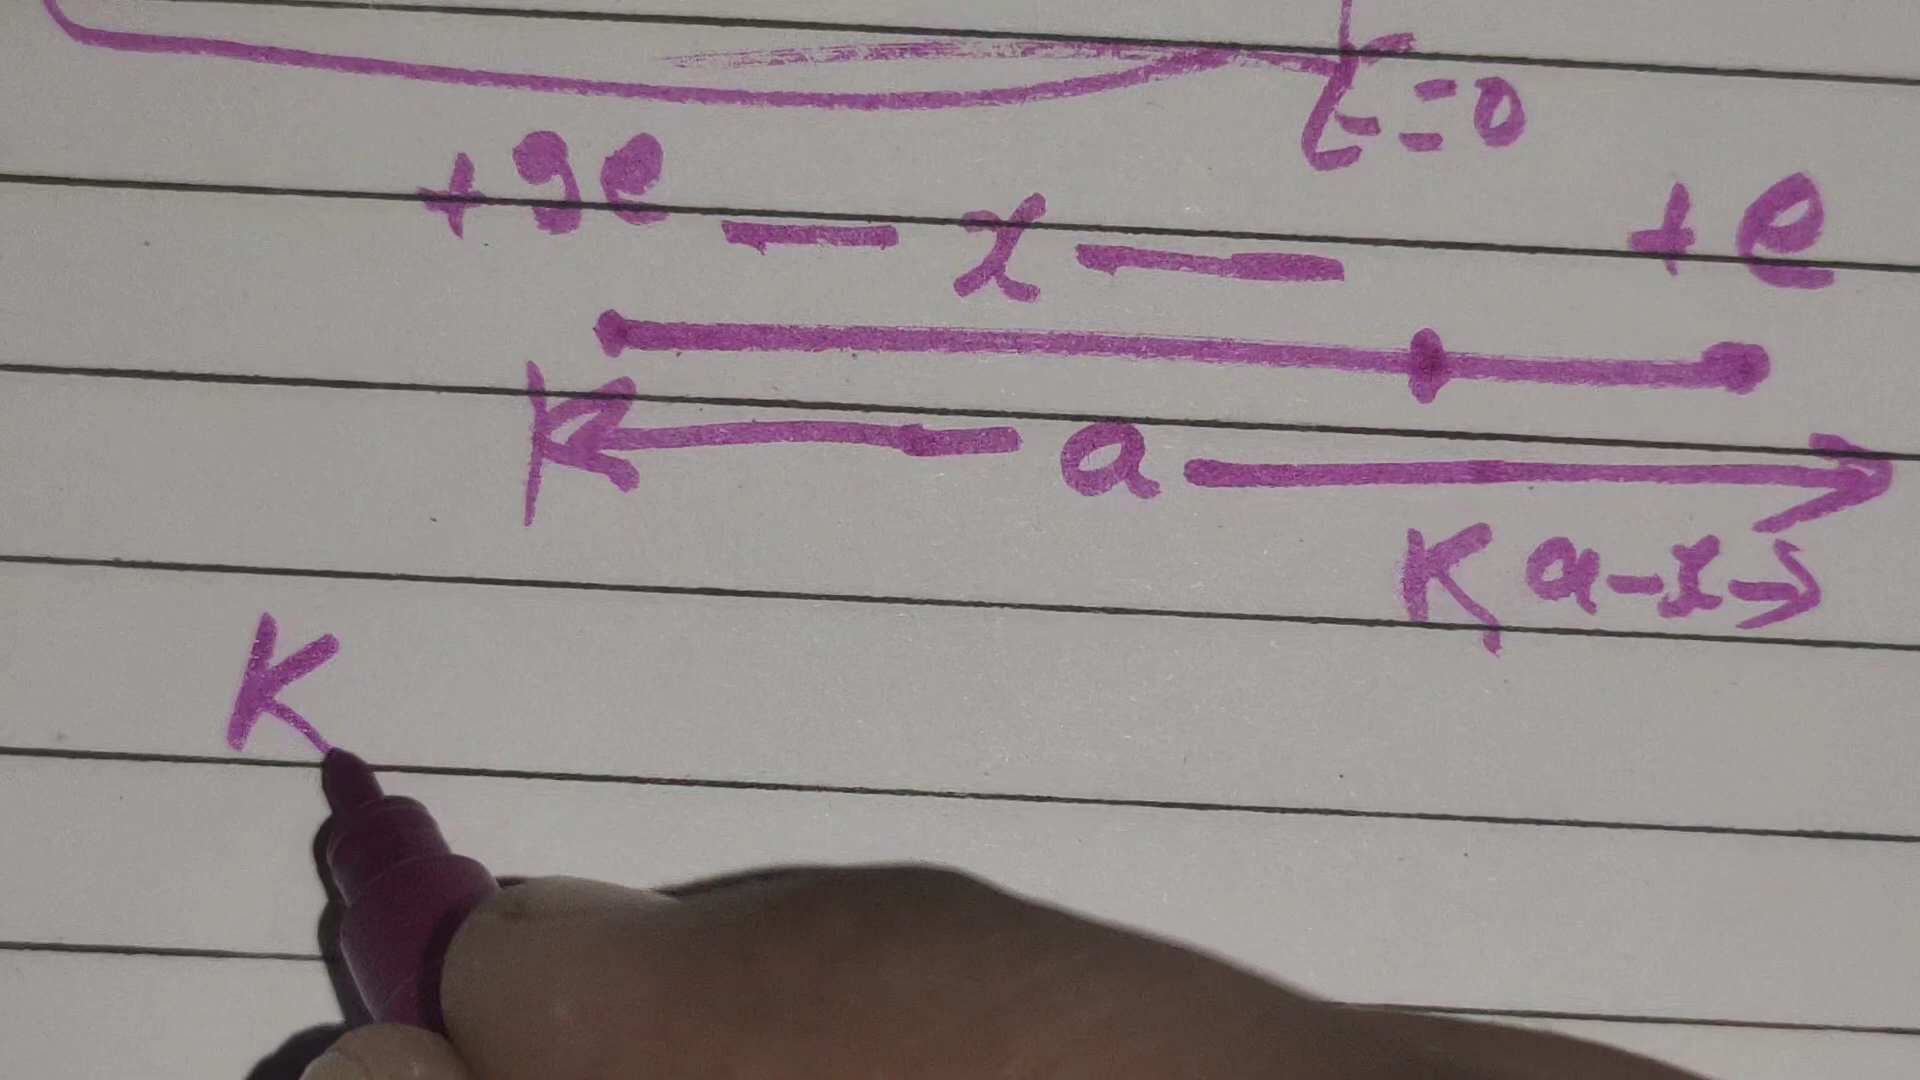 E=0
+9e — x — +e
a
K a-x→
K